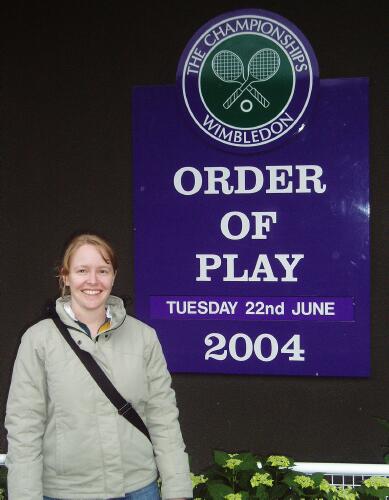 THE CHAMPIONSHIPS
WIMBLEDON
ORDER
OF
PLAY
TUESDAY 22nd JUNE
2004